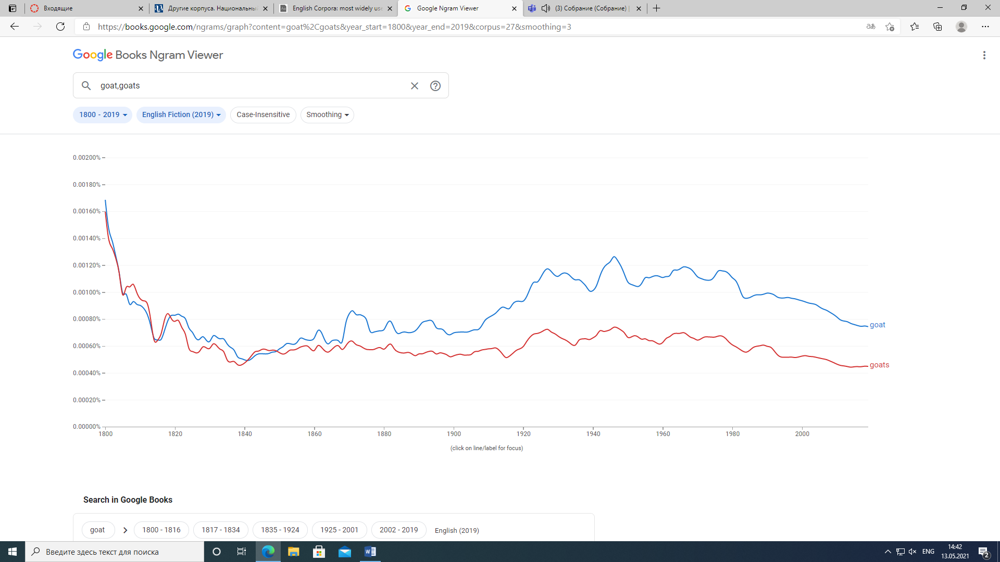 Входящие
Другие корпуса. Национальный
English Corpora: most widely use
Google Ngram Viewer
(3) Собрание (Собрание) |
https://books.google.com/ngrams/graph?content=goat%2Cgoats&year_start=1800&year_end=2019&corpus=27&smoothing=3
Google Books Ngram Viewer
goat,goats
1800 - 2019
English Fiction (2019)
Case-Insensitive
Smoothing
0.00200%
0.00180%
0.00160%
0.00140%
0.00120%
0.00100%
0.00080%
0.00060%
0.00040%
0.00020%
0.00000%
goat
goats
1800 1820 1840 1860 1880 1900 1920 1940 1960 1980 2000
(click on line/label for focus)
Search in Google Books
goat 1800 - 1816 1817 - 1834 1835 - 1924 1925 - 2001 2002 - 2019 English (2019)
Введите здесь текст для поиска
ENG
14:42
13.05.2021
2